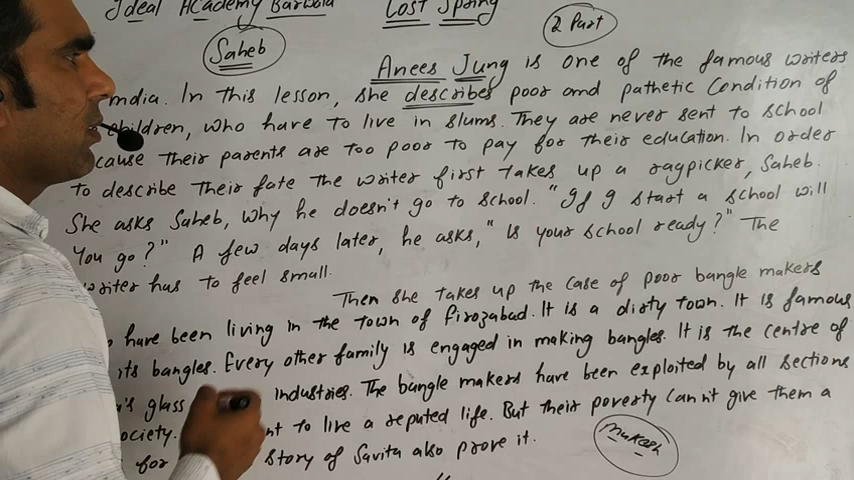 Ideal Academy Barwala Lost Spring
2 Part
Saheb
Anees Jung is one of the famous writers
India. In this lesson, she describes poor and pathetic Condition of
children, who have to live in slums. They are never sent to school
cause their parents are too poor to pay for their education. In order
to describe their fate the writer first takes up a ragpicker, Saheb.
She asks Saheb, why he doesn't go to school. "If I start a school will
you go?" A few days later, he asks, "Is your school ready?" The
writer has to feel small.
Then she takes up the case of poor bangle makers
have been living in the town of Firozabad. It is a dirty town. It is famous
its bangles. Every other family is engaged in making bangles. It is the centre of
glass industries. The bangle makers have been exploited by all sections
ociety. nt to live a reputed life. But their poverty cann't give them a
for story of Savita also prove it.
Mukesh